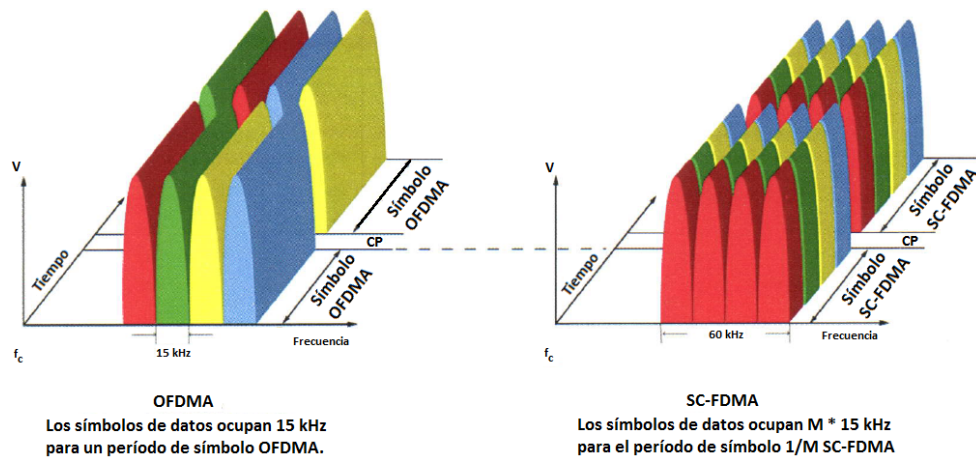 V
Tiempo
Símbolo
OFDMA
CP
Símbolo
OFDMA
15 kHz
Frecuencia
f_c
V
Tiempo
Símbolo
SC-FDMA
CP
Símbolo
SC-FDMA
60 kHz
Frecuencia
f_c
OFDMA
Los símbolos de datos ocupan 15 kHz
para un período de símbolo OFDMA.
SC-FDMA
Los símbolos de datos ocupan M * 15 kHz
para el período de símbolo 1/M SC-FDMA